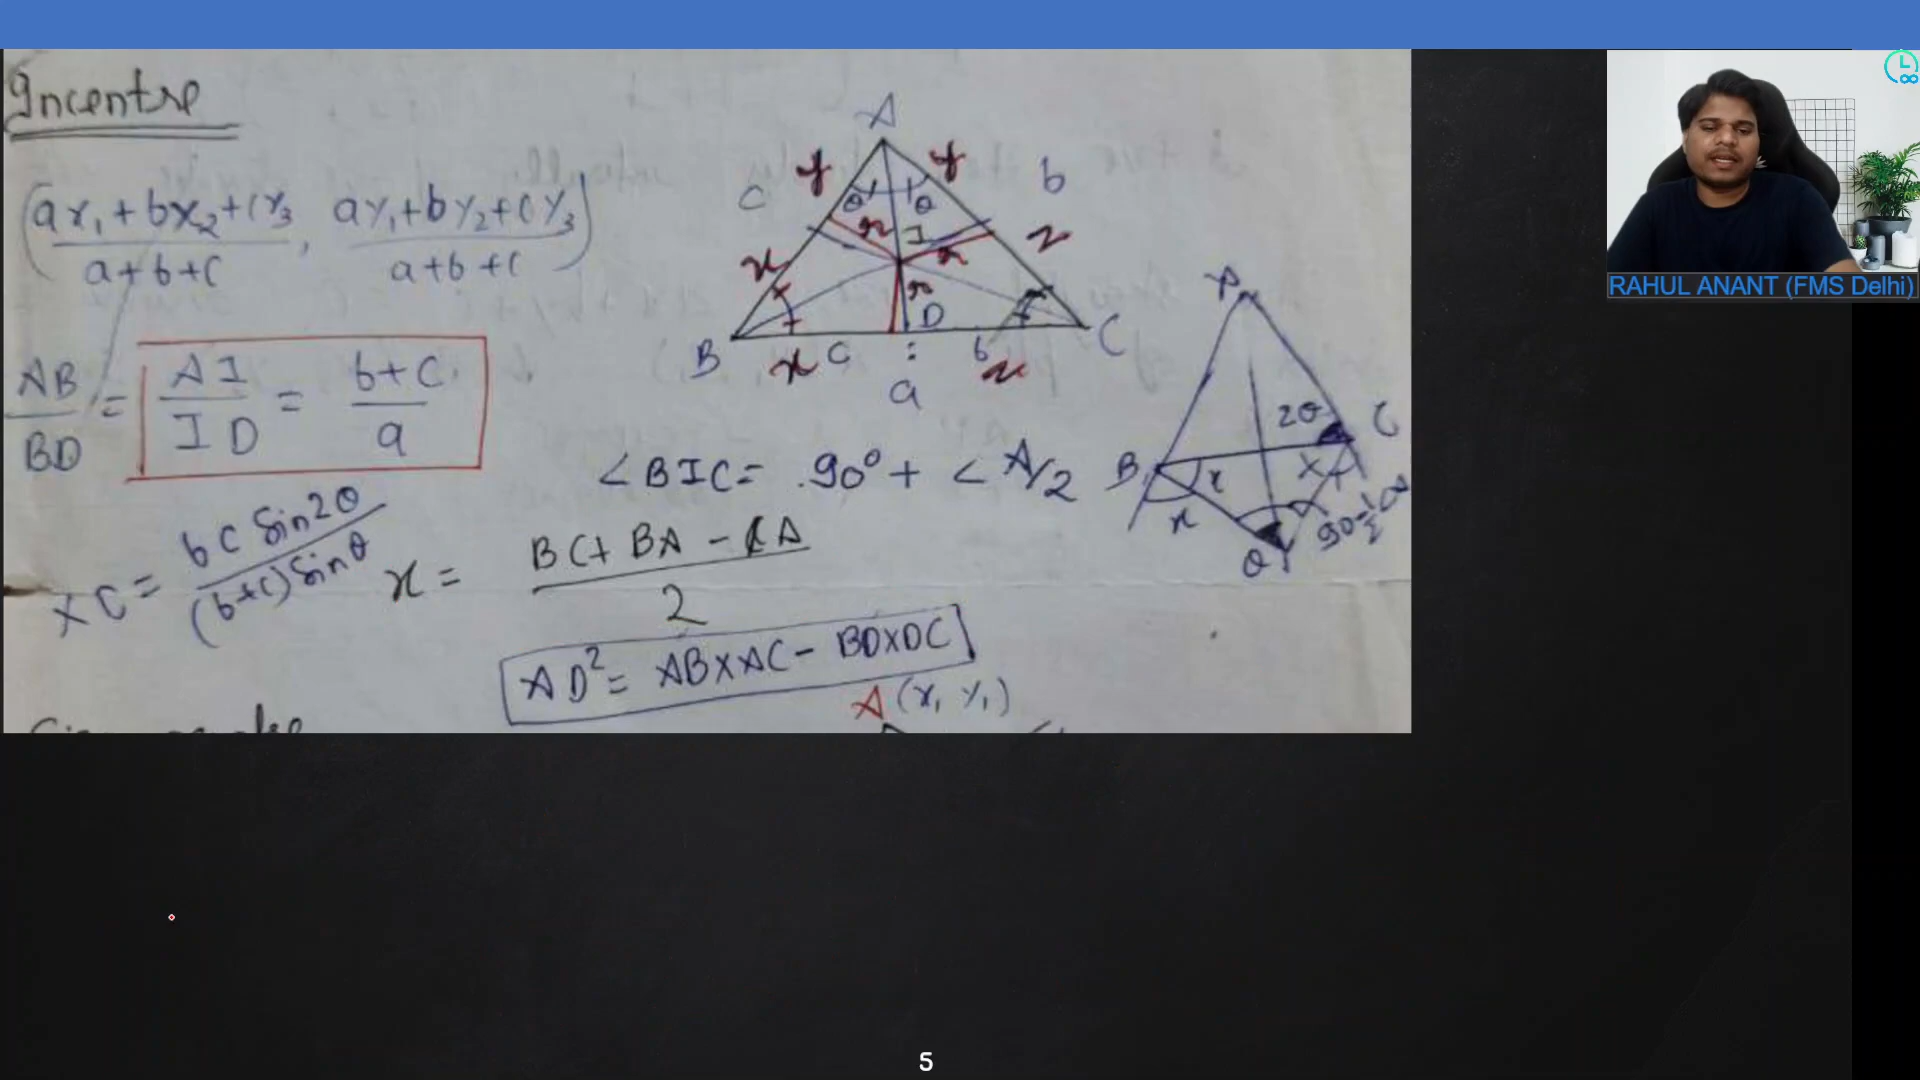 Incentre
(ax₁ + bx₂ + cx₃ / a+b+c , ay₁ + by₂ + cy₃ / a+b+c)
A
c y y b
θ θ
r I r
x z
r
B D C
x c : b z
a
AB/BD = AI/ID = b+c/a
∠BIC = 90° + ∠A/2
A
2θ C
B x x
x 90-½
θ
XC = bc sin2θ / (b+c) sinθ
x = BC + BA - CA / 2
AD² = AB×AC - BD×DC
A (x₁ y₁)
RAHUL ANANT (FMS Delhi)
5